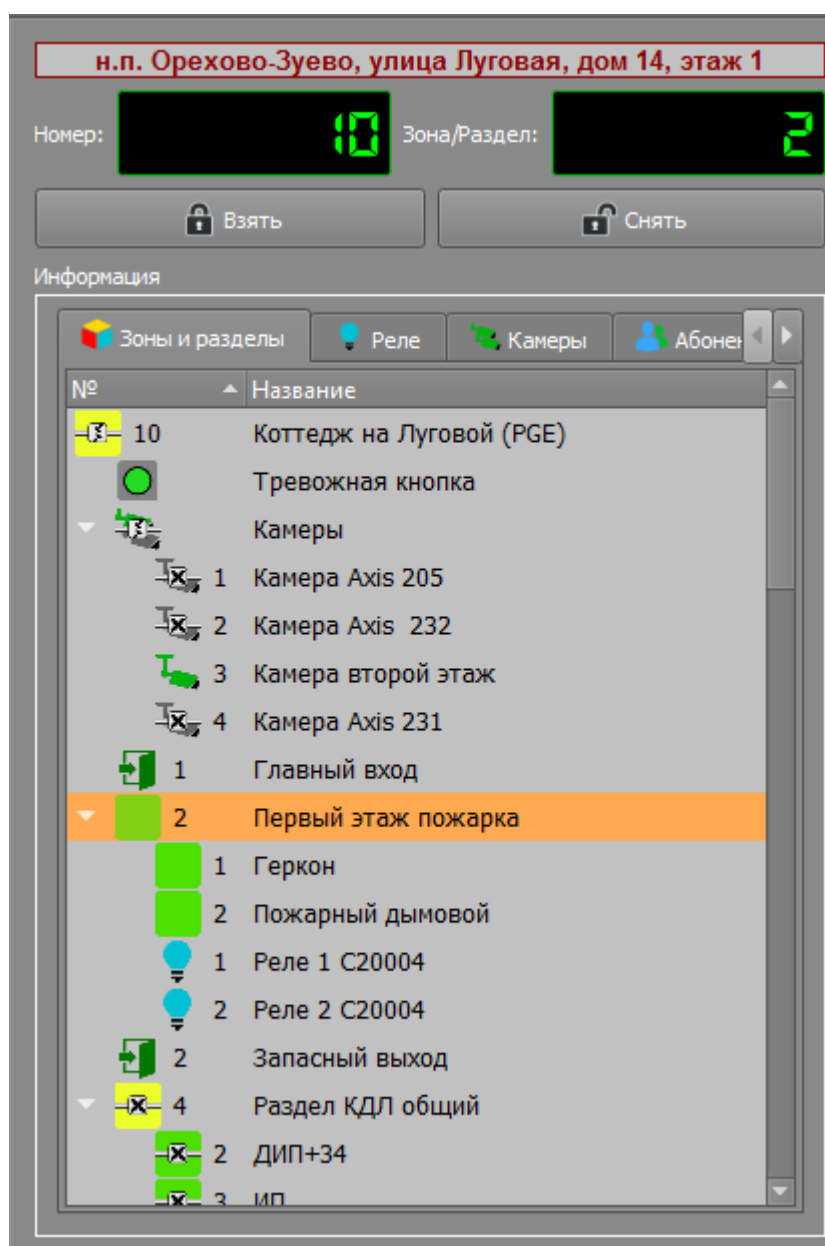 н.п. Орехово-Зуево, улица Луговая, дом 14, этаж 1
Номер: 10 Зона/Раздел: 2
Взять Снять
Информация
Зоны и разделы Реле Камеры Абонен
№ Название
10 Коттедж на Луговой (PGE)
Тревожная кнопка
Камеры
1 Камера Axis 205
2 Камера Axis  232
3 Камера второй этаж
4 Камера Axis 231
1 Главный вход
2 Первый этаж пожарка
1 Геркон
2 Пожарный дымовой
1 Реле 1 С20004
2 Реле 2 С20004
2 Запасный выход
4 Раздел КДЛ общий
2 ДИП+34
3 ИП